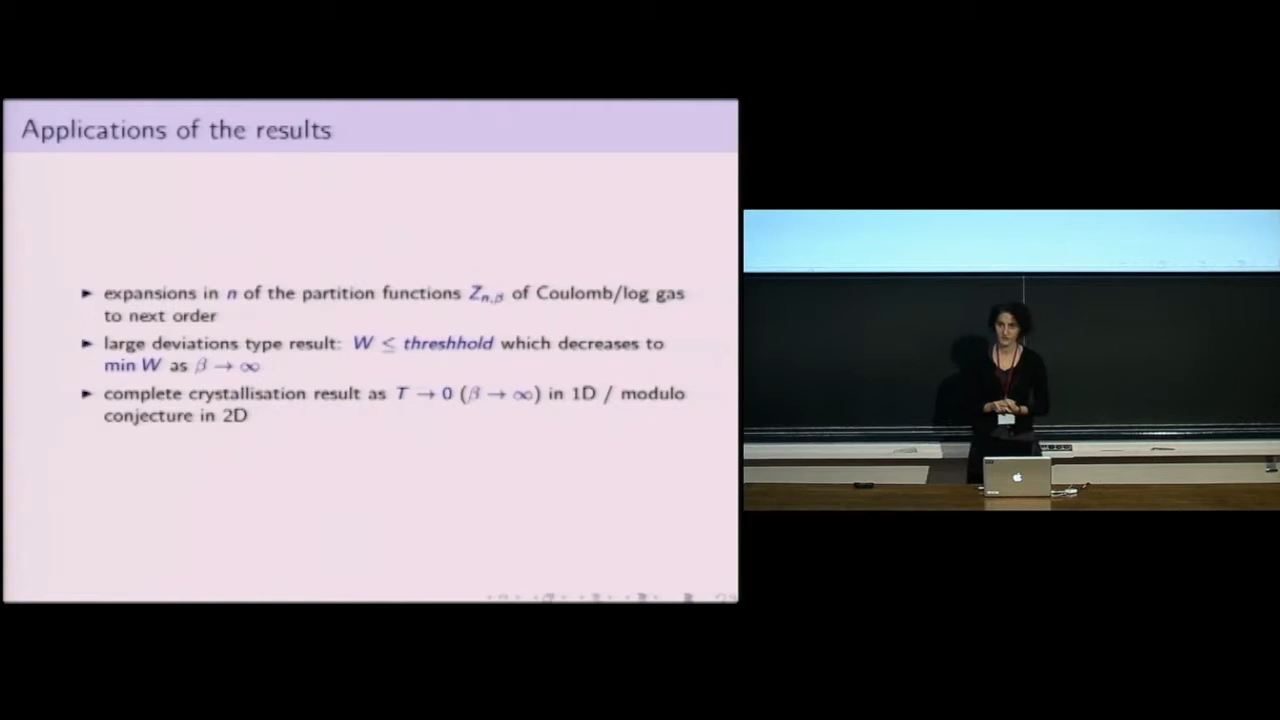 Applications of the results
► expansions in n of the partition functions Z_{n,β} of Coulomb/log gas
to next order
► large deviations type result: W ≤ threshhold which decreases to
min W as β → ∞
► complete crystallisation result as T → 0 (β → ∞) in 1D / modulo
conjecture in 2D